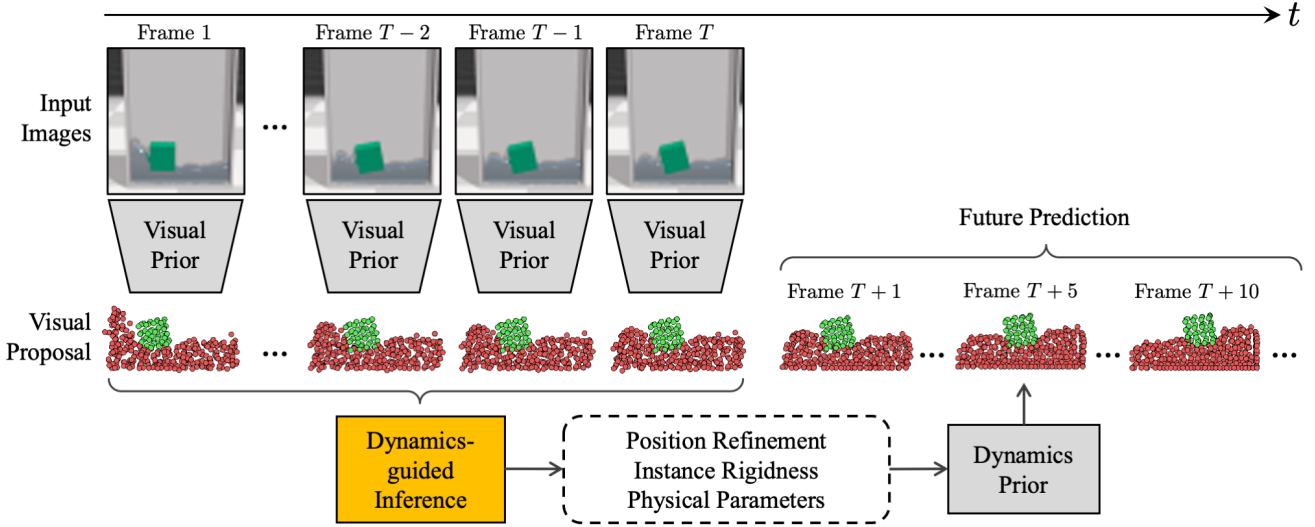 t
Frame 1
Frame T − 2
Frame T − 1
Frame T
Input
Images
...
Visual
Prior
Visual
Prior
Visual
Prior
Visual
Prior
Future Prediction
Frame T + 1
Frame T + 5
Frame T + 10
Visual
Proposal
...
...
...
...
Dynamics-
guided
Inference
Position Refinement
Instance Rigidness
Physical Parameters
Dynamics
Prior